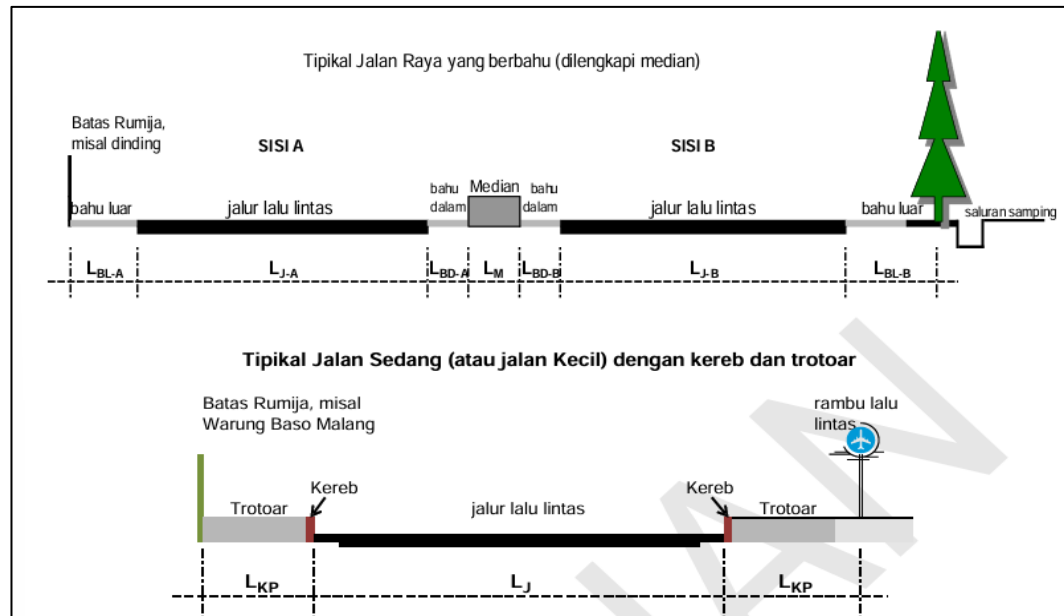 Tipikal Jalan Raya yang berbahu (dilengkapi median)
Batas Rumija,
misal dinding
SISI A
SISI B
bahu luar
jalur lalu lintas
bahu
dalam
Median
bahu
dalam
jalur lalu lintas
bahu luar
saluran samping
LBL-A
LJ-A
LBD-A
LM
LBD-B
LJ-B
LBL-B
Tipikal Jalan Sedang (atau jalan Kecil) dengan kereb dan trotoar
Batas Rumija, misal
Warung Baso Malang
rambu lalu
lintas
Trotoar
Kereb
jalur lalu lintas
Kereb
Trotoar
LKP
LJ
LKP